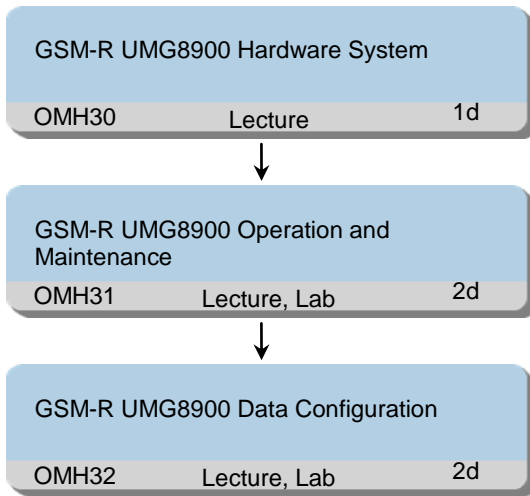 GSM-R UMG8900 Hardware System
OMH30 Lecture 1d
GSM-R UMG8900 Operation and
Maintenance
OMH31 Lecture, Lab 2d
GSM-R UMG8900 Data Configuration
OMH32 Lecture, Lab 2d